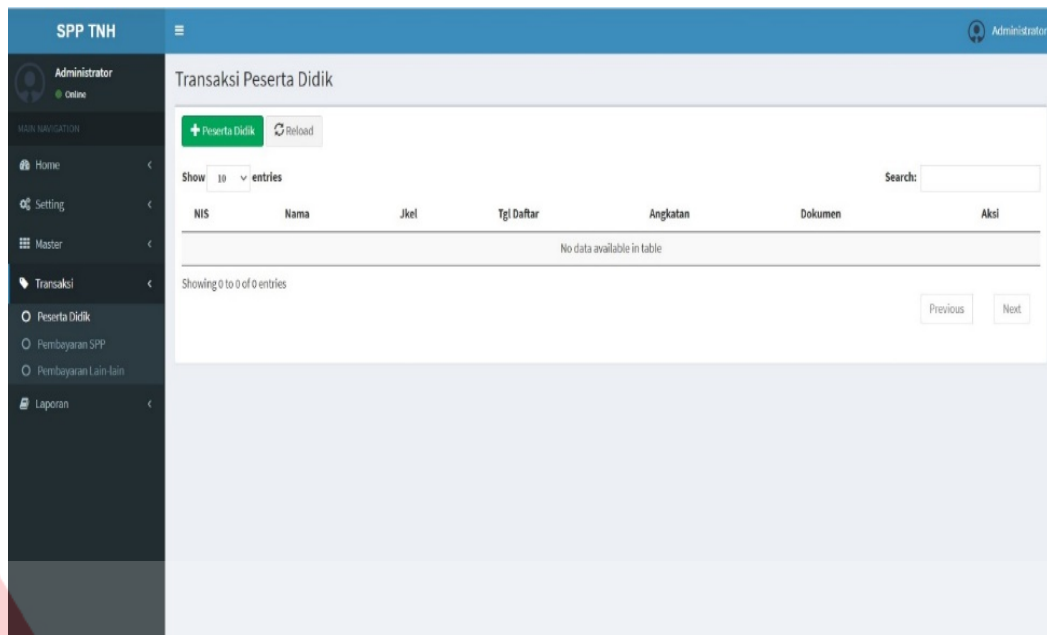 SPP TNH
Administrator
Administrator
Online
MAIN NAVIGATION
Home
Setting
Master
Transaksi
Peserta Didik
Pembayaran SPP
Pembayaran Lain-lain
Laporan
Transaksi Peserta Didik
Peserta Didik Reload
Show 10 entries Search:
NIS Nama Jkel Tgl Daftar Angkatan Dokumen Aksi
No data available in table
Showing 0 to 0 of 0 entries
Previous Next